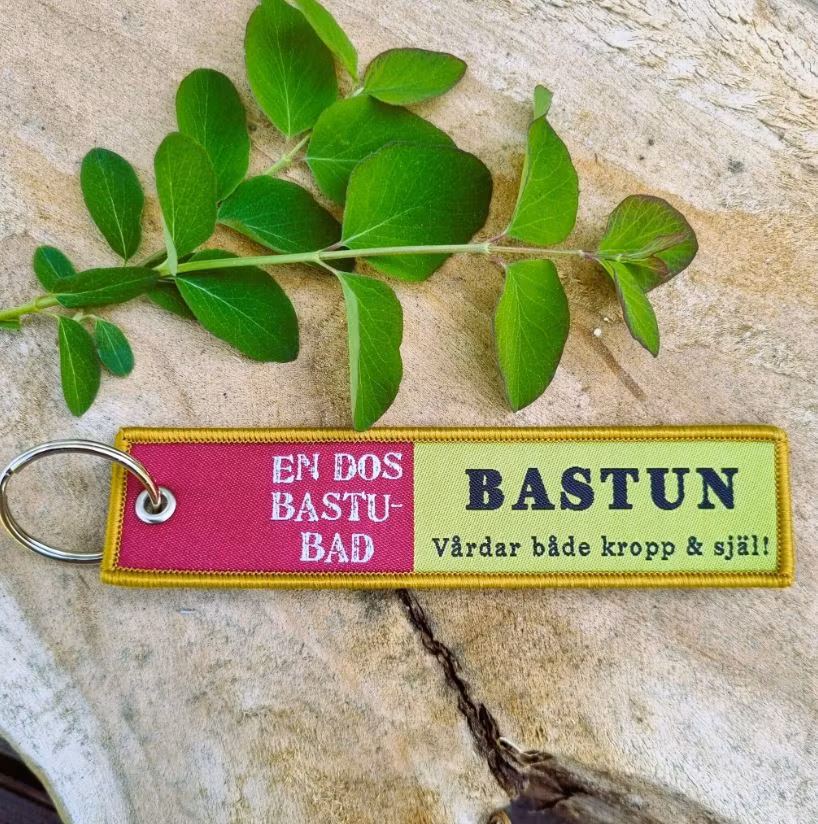 EN DOS
BASTU-
BAD
BASTUN
Vårdar både kropp & själ!